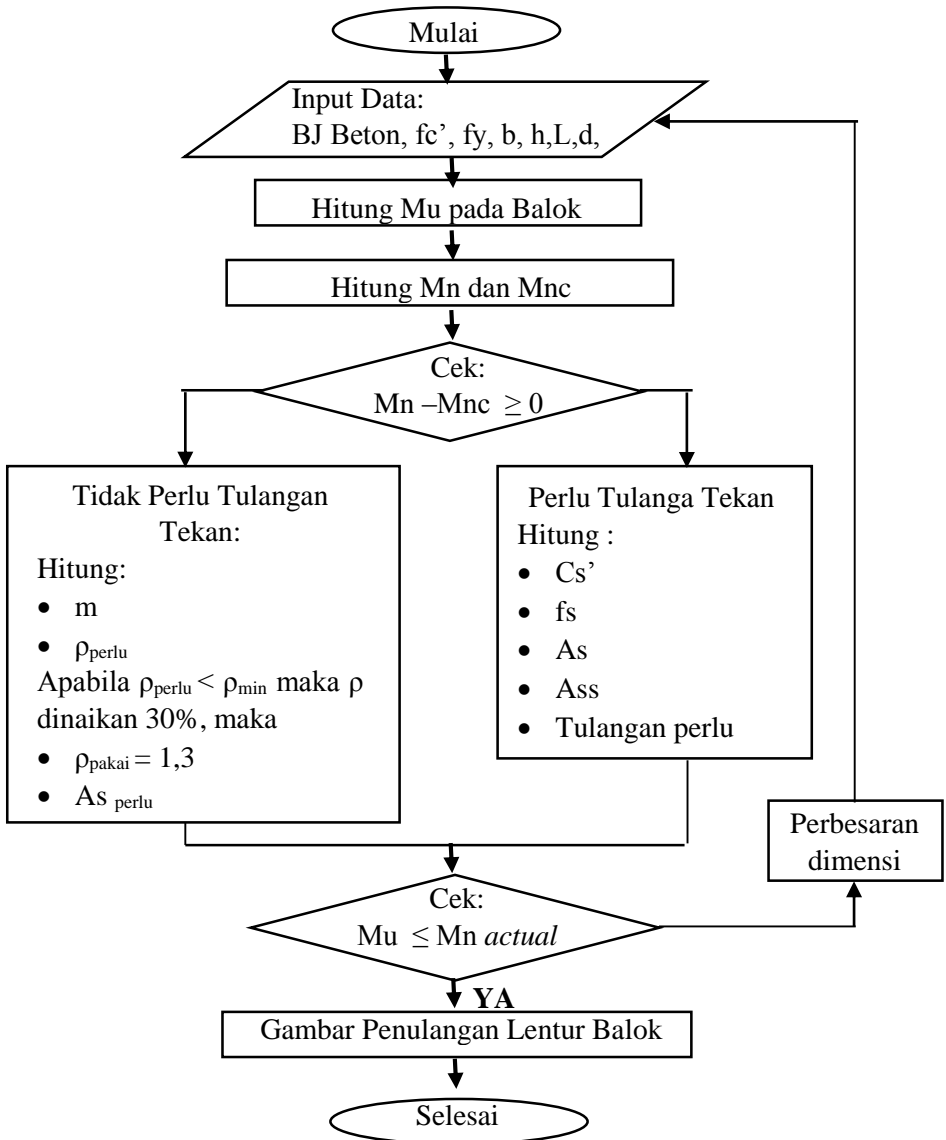 Mulai
Input Data:
BJ Beton, fc’, fy, b, h,L,d,
Hitung Mu pada Balok
Hitung Mn dan Mnc
Cek:
Mn –Mnc ≥ 0
Tidak Perlu Tulangan
Tekan:
Hitung:
• m
• ρperlu
Apabila ρperlu < ρmin maka ρ
dinaikan 30%, maka
• ρpakai = 1,3
• As perlu
Perlu Tulanga Tekan
Hitung :
• Cs’
• fs
• As
• Ass
• Tulangan perlu
Perbesaran
dimensi
Cek:
Mu ≤ Mn actual
YA
Gambar Penulangan Lentur Balok
Selesai